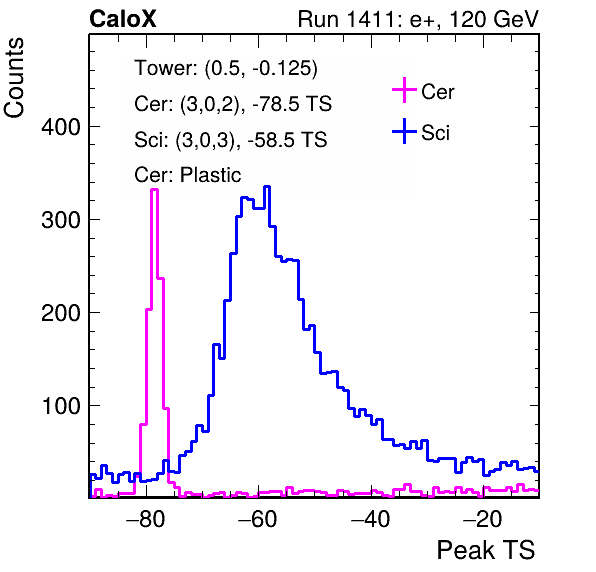 CaloX Run 1411: e+, 120 GeV
Counts
Tower: (0.5, -0.125)
Cer: (3,0,2), -78.5 TS
Sci: (3,0,3), -58.5 TS
Cer: Plastic
Cer
Sci
400
300
200
100
−80 −60 −40 −20
Peak TS